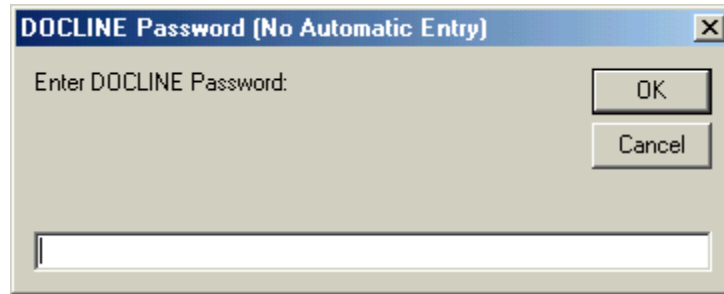 DOCLINE Password (No Automatic Entry)
Enter DOCLINE Password:
OK
Cancel